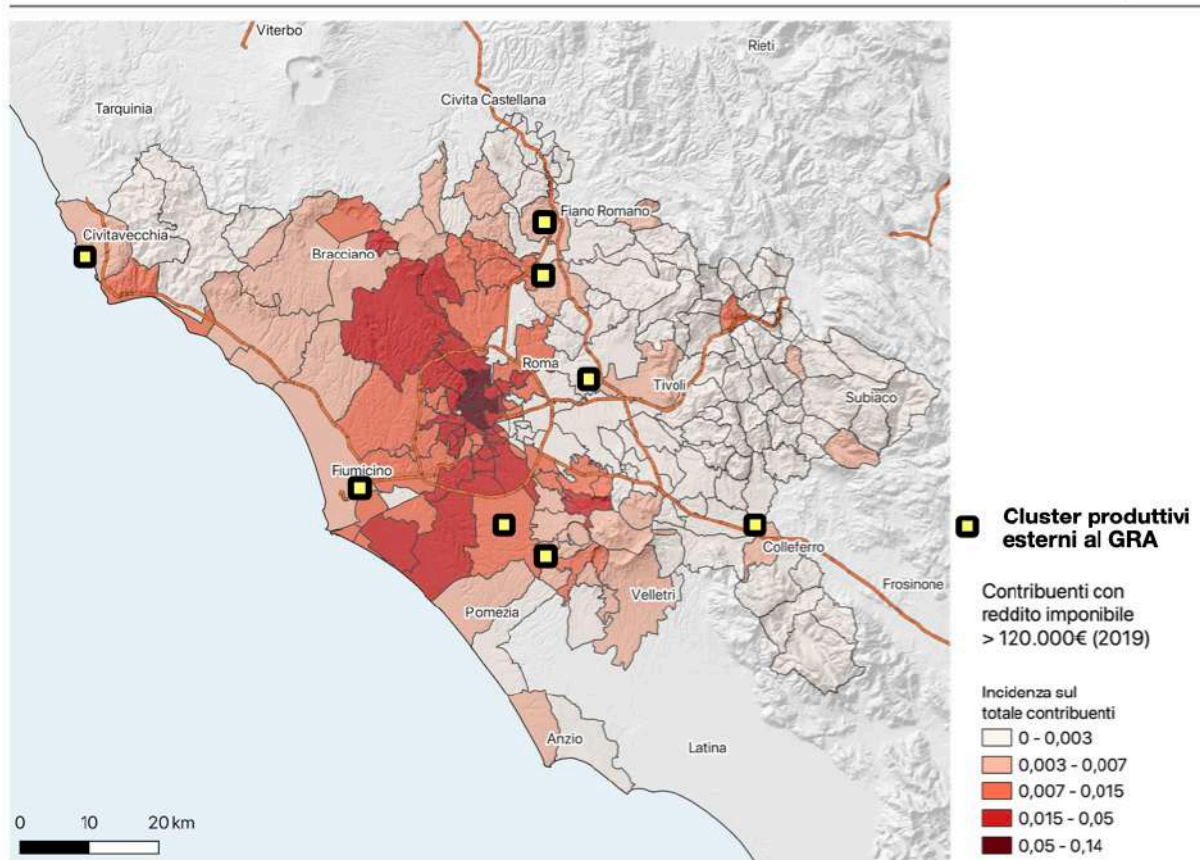 Viterbo
Rieti
Tarquinia
Civita Castellana
Fiano Romano
Civitavecchia
Bracciano
Roma
Tivoli
Subiaco
Fiumicino
Colleferro
Frosinone
Velletri
Pomezia
Anzio
Latina
0 10 20 km
Cluster produttivi
esterni al GRA
Contribuenti con
reddito imponibile
> 120.000€ (2019)
Incidenza sul
totale contribuenti
0 - 0,003
0,003 - 0,007
0,007 - 0,015
0,015 - 0,05
0,05 - 0,14